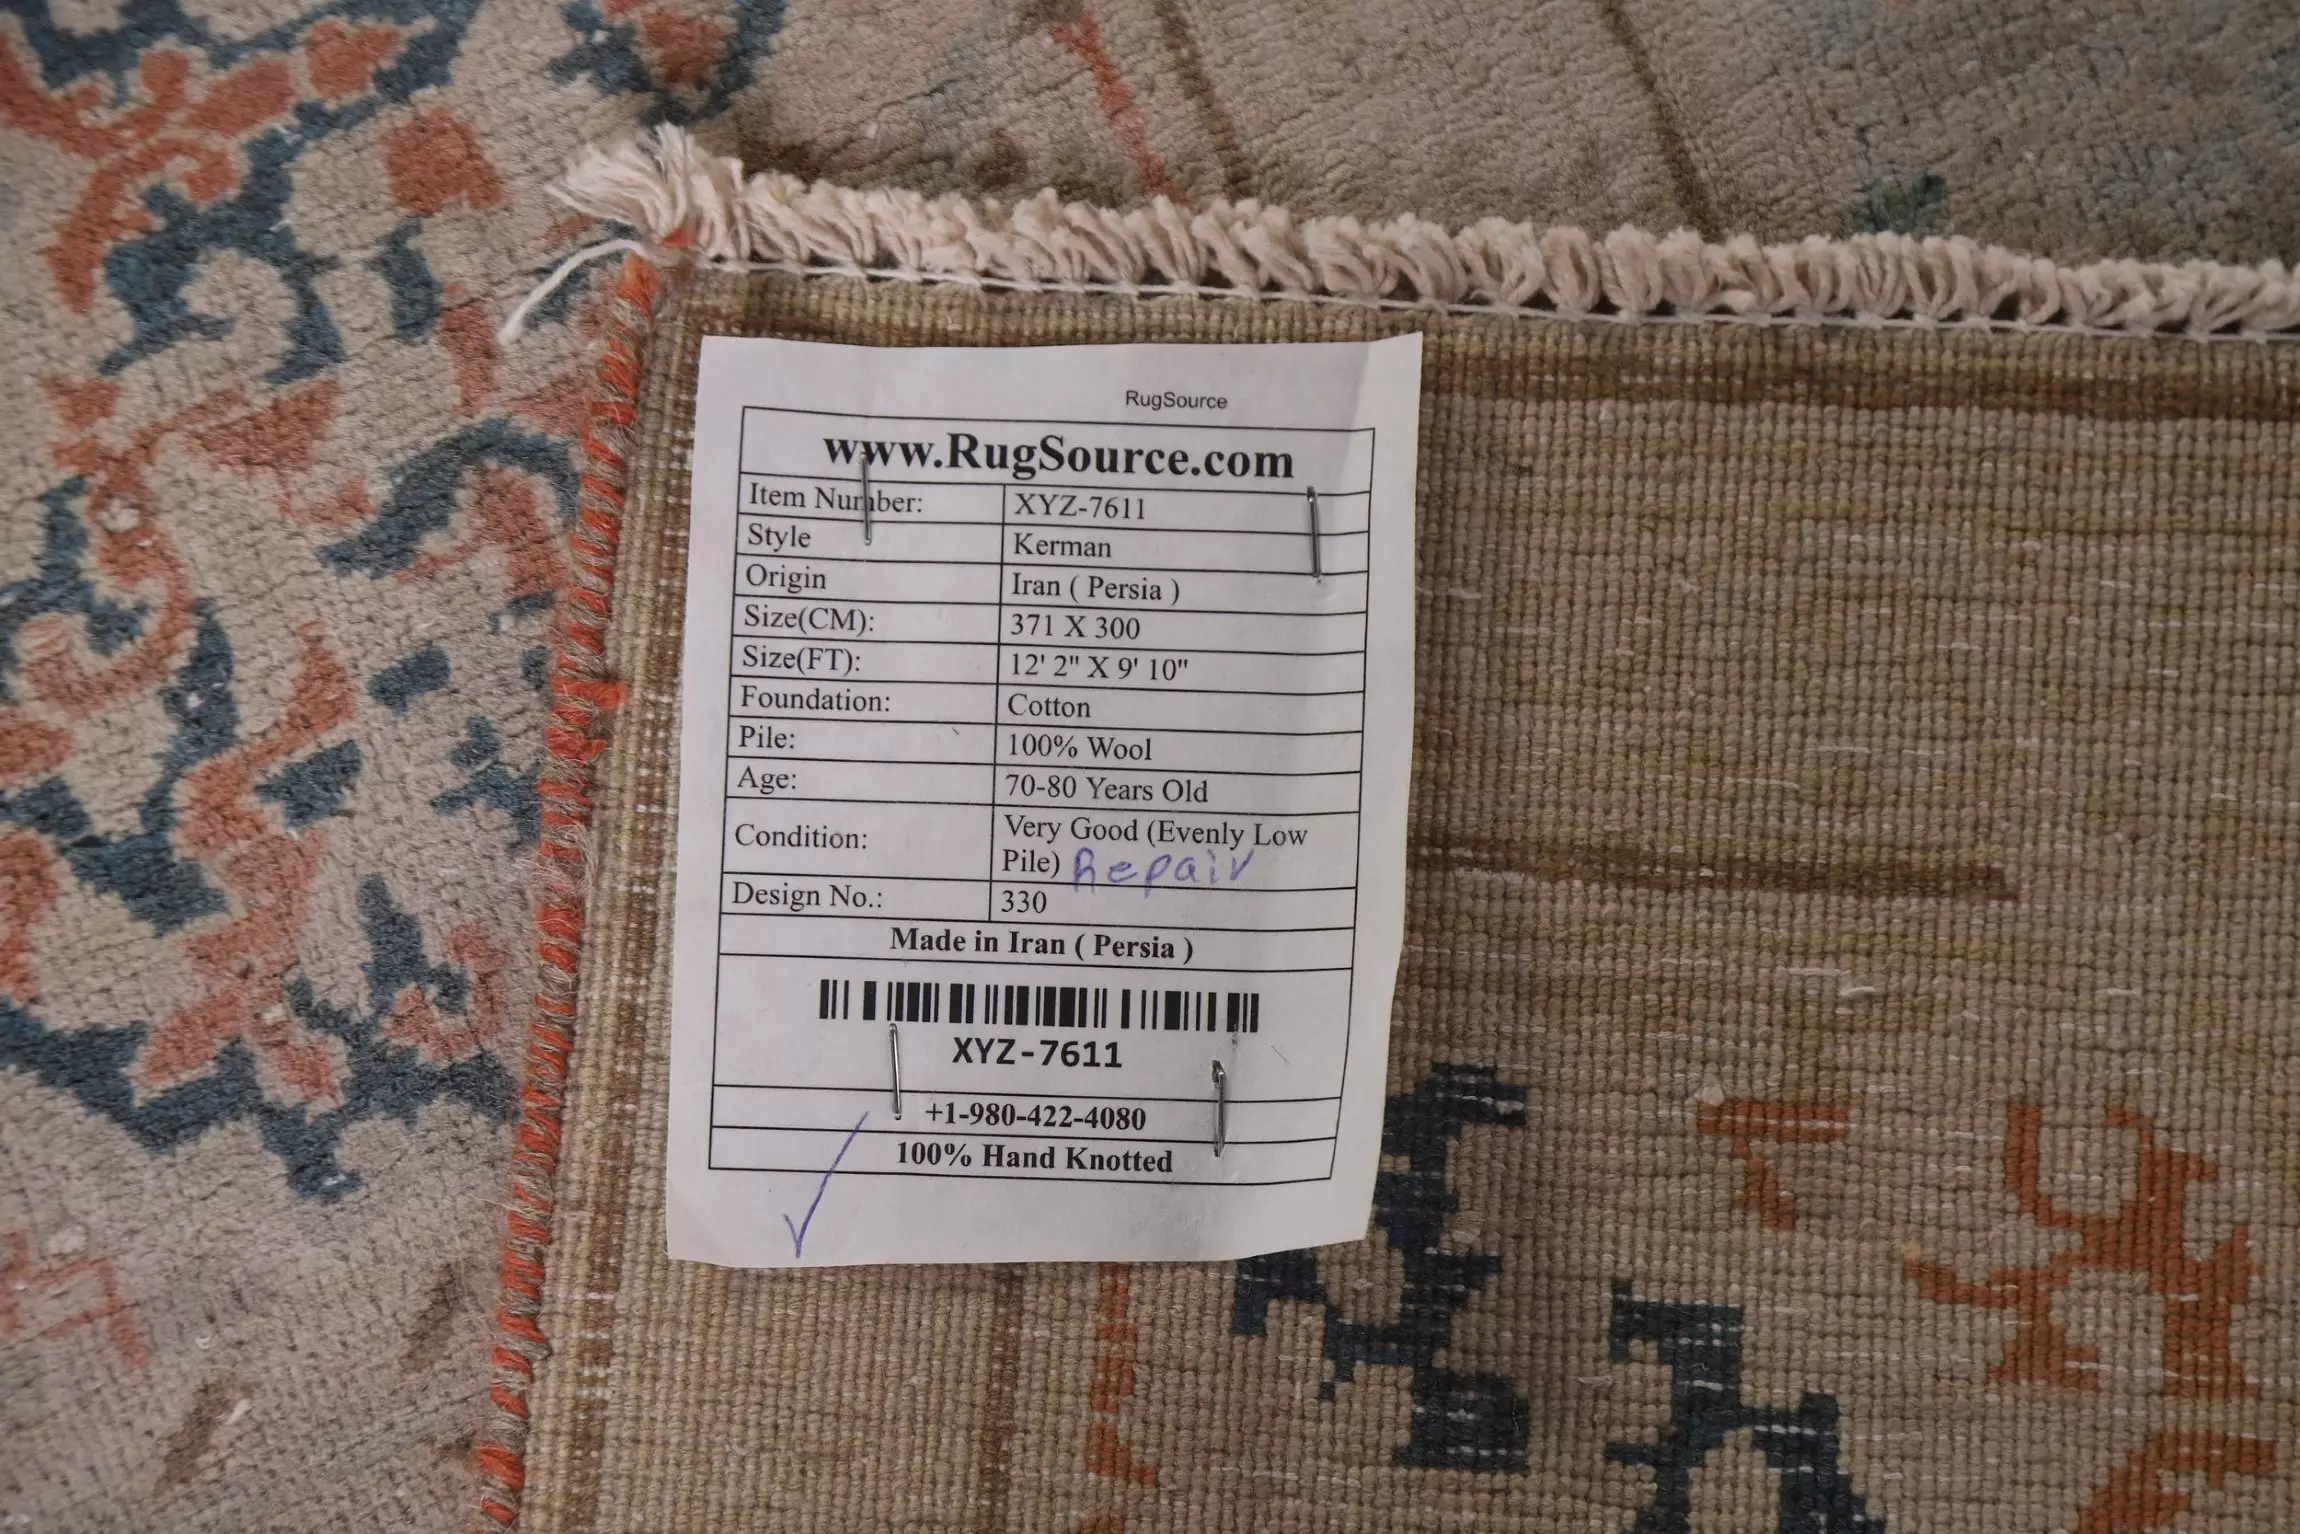 RugSource
www.RugSource.com
Item Number: XYZ-7611
Style Kerman
Origin Iran ( Persia )
Size(CM): 371 X 300
Size(FT): 12' 2" X 9' 10"
Foundation: Cotton
Pile: 100% Wool
Age: 70-80 Years Old
Condition: Very Good (Evenly Low
Pile) Repair
Design No.: 330
Made in Iran ( Persia )
XYZ-7611
+1-980-422-4080
100% Hand Knotted